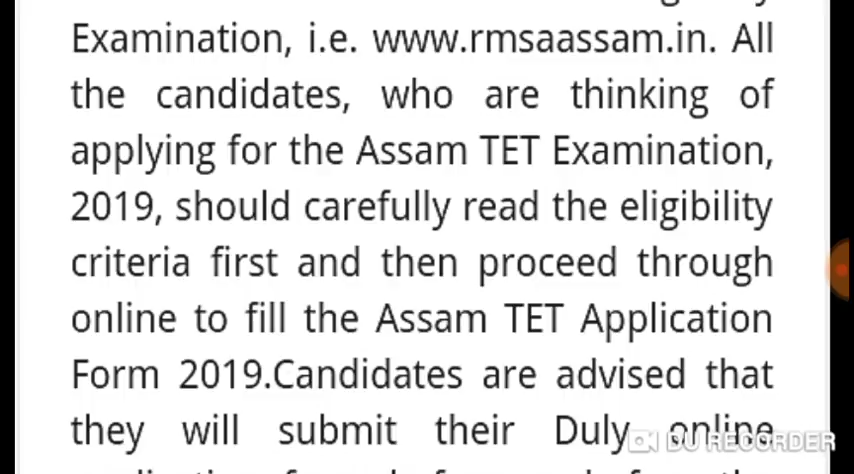 Examination, i.e. www.rmsaassam.in. All
the candidates, who are thinking of
applying for the Assam TET Examination,
2019, should carefully read the eligibility
criteria first and then proceed through
online to fill the Assam TET Application
Form 2019.Candidates are advised that
they will submit their Duly online
DU RECORDER